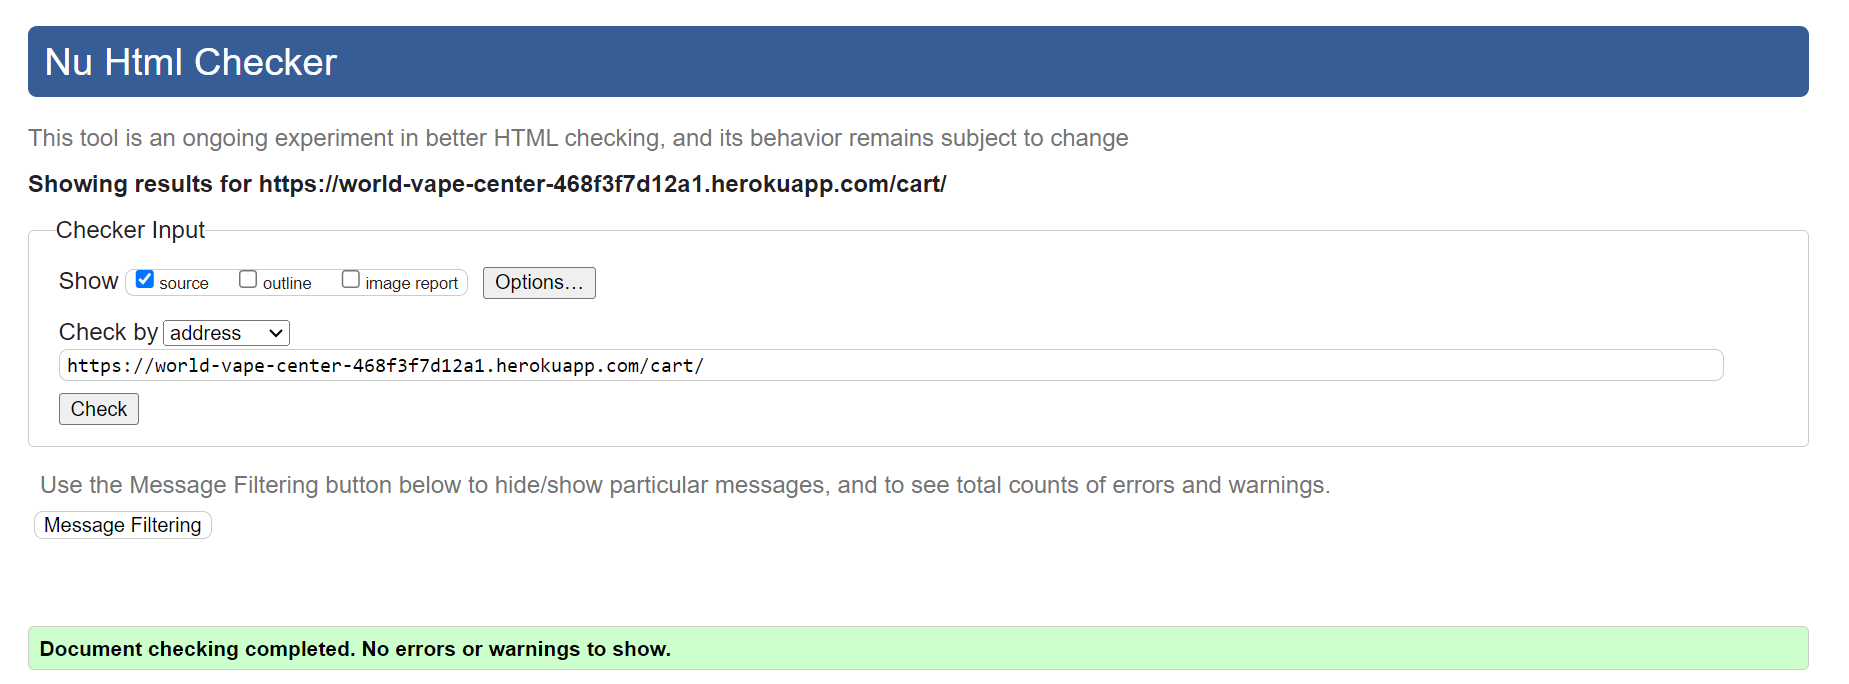 Nu Html Checker
This tool is an ongoing experiment in better HTML checking, and its behavior remains subject to change
Showing results for https://world-vape-center-468f3f7d12a1.herokuapp.com/cart/
Checker Input
Show source outline image report Options...
Check by address
https://world-vape-center-468f3f7d12a1.herokuapp.com/cart/
Check
Use the Message Filtering button below to hide/show particular messages, and to see total counts of errors and warnings.
Message Filtering
Document checking completed. No errors or warnings to show.